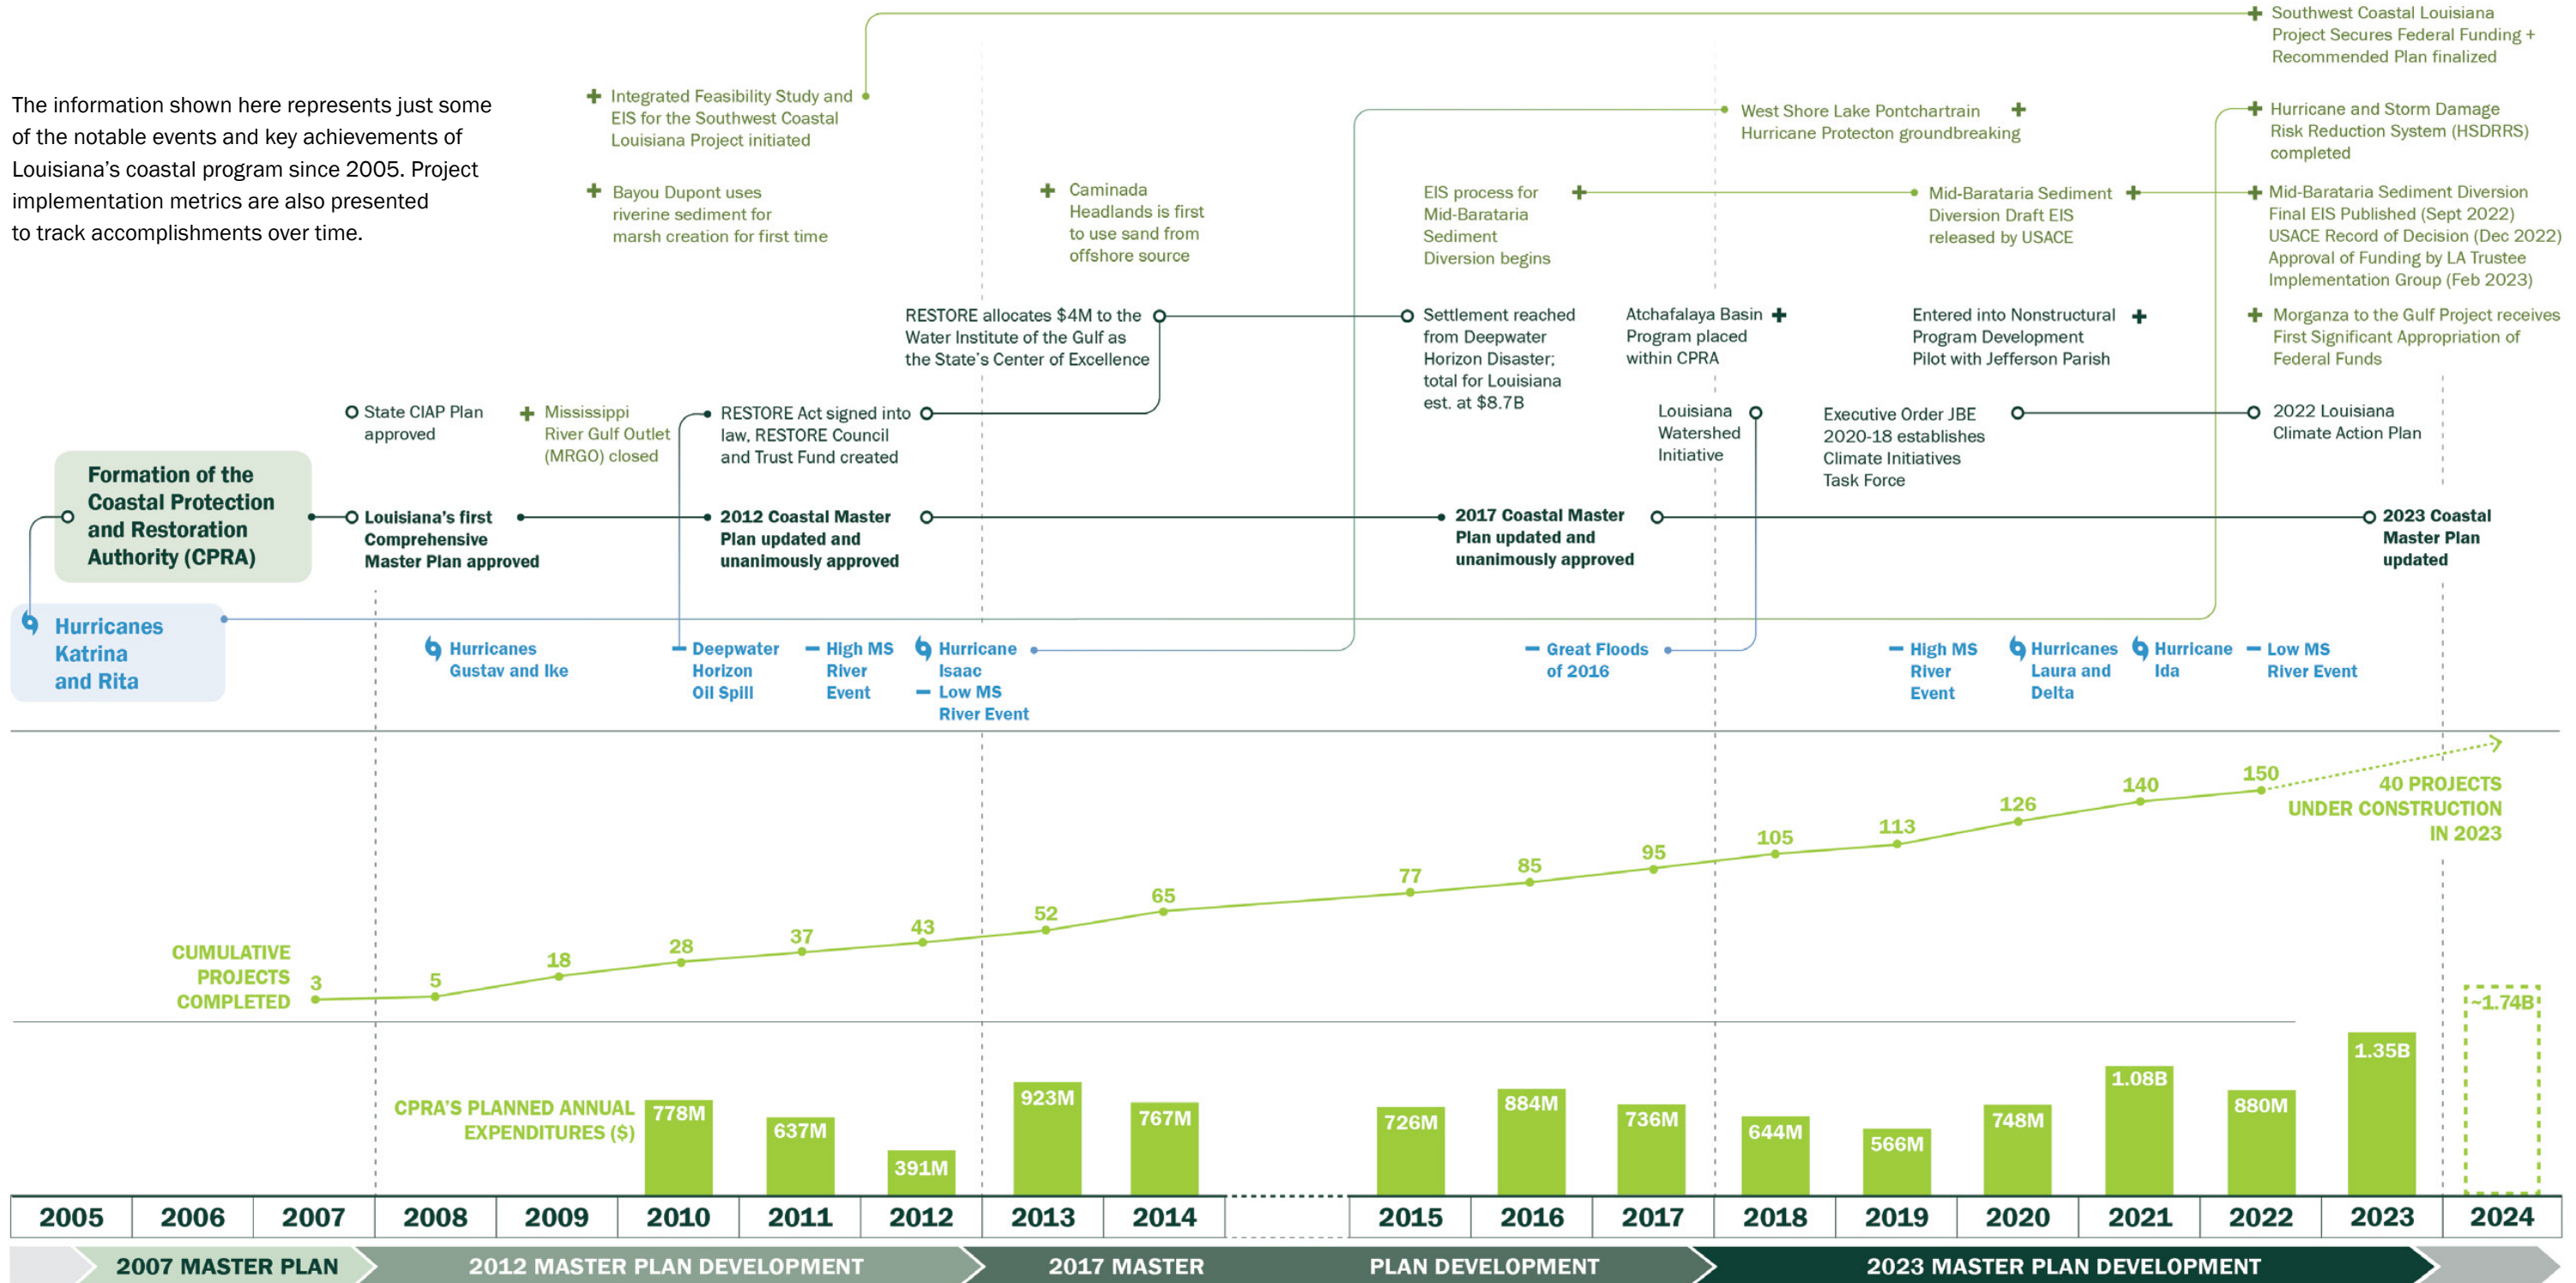 The information shown here represents just some
of the notable events and key achievements of
Louisiana's coastal program since 2005. Project
implementation metrics are also presented
to track accomplishments over time.
Southwest Coastal Louisiana
Project Secures Federal Funding +
Recommended Plan finalized
Integrated Feasibility Study and
EIS for the Southwest Coastal
Louisiana Project initiated
West Shore Lake Pontchartrain
Hurricane Protecton groundbreaking
Hurricane and Storm Damage
Risk Reduction System (HSDRRS)
completed
Bayou Dupont uses
riverine sediment for
marsh creation for first time
Caminada
Headlands is first
to use sand from
offshore source
EIS process for
Mid-Barataria
Sediment
Diversion begins
Mid-Barataria Sediment
Diversion Draft EIS
released by USACE
Mid-Barataria Sediment Diversion
Final EIS Published (Sept 2022)
USACE Record of Decision (Dec 2022)
Approval of Funding by LA Trustee
Implementation Group (Feb 2023)
RESTORE allocates $4M to the
Water Institute of the Gulf as
the State's Center of Excellence
Settlement reached
from Deepwater
Horizon Disaster;
total for Louisiana
est. at $8.7B
Atchafalaya Basin
Program placed
within CPRA
Entered into Nonstructural
Program Development
Pilot with Jefferson Parish
Morganza to the Gulf Project receives
First Significant Appropriation of
Federal Funds
State CIAP Plan
approved
Mississippi
River Gulf Outlet
(MRGO) closed
RESTORE Act signed into
law, RESTORE Council
and Trust Fund created
Louisiana
Watershed
Initiative
Executive Order JBE
2020-18 establishes
Climate Initiatives
Task Force
2022 Louisiana
Climate Action Plan
Formation of the
Coastal Protection
and Restoration
Authority (CPRA)
Louisiana's first
Comprehensive
Master Plan approved
2012 Coastal Master
Plan updated and
unanimously approved
2017 Coastal Master
Plan updated and
unanimously approved
2023 Coastal
Master Plan
updated
Hurricanes
Katrina
and Rita
Hurricanes
Gustav and Ike
Deepwater
Horizon
Oil Spill
High MS
River
Event
Hurricane
Isaac
Low MS
River Event
Great Floods
of 2016
High MS
River
Event
Hurricanes
Laura and
Delta
Hurricane
Ida
Low MS
River Event
CUMULATIVE
PROJECTS
COMPLETED
3
5
18
28
37
43
52
65
77
85
95
105
113
126
140
150
40 PROJECTS
UNDER CONSTRUCTION
IN 2023
CPRA'S PLANNED ANNUAL
EXPENDITURES ($)
778M
637M
391M
923M
767M
726M
884M
736M
644M
566M
748M
1.08B
880M
1.35B
~1.74B
2005 2006 2007 2008 2009 2010 2011 2012 2013 2014 2015 2016 2017 2018 2019 2020 2021 2022 2023 2024
2007 MASTER PLAN
2012 MASTER PLAN DEVELOPMENT
2017 MASTER PLAN DEVELOPMENT
2023 MASTER PLAN DEVELOPMENT